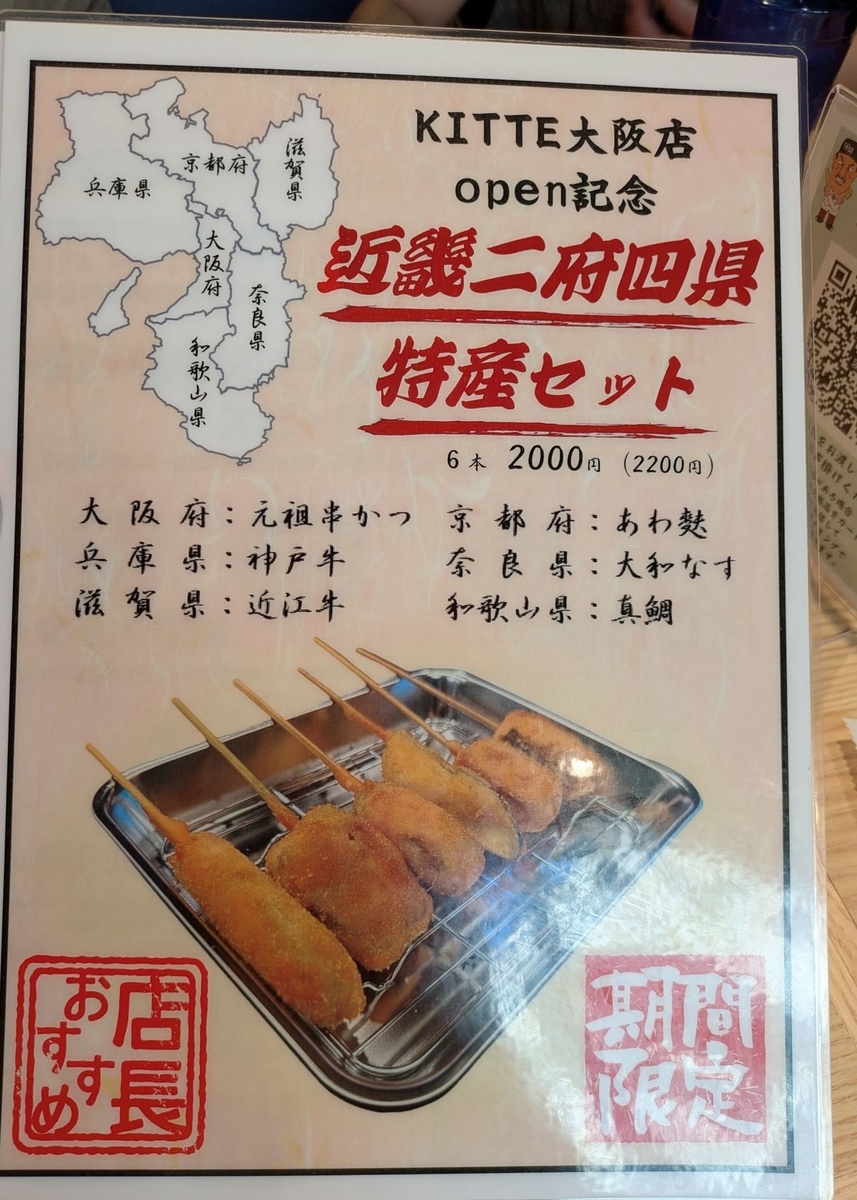 KITTE大阪店
open記念
近畿二府四県
特産セット
6本 2000円 (2200円)
兵庫県
京都府
滋賀県
大阪府
奈良県
和歌山県
大阪府：元祖串かつ
兵庫県：神戸牛
滋賀県：近江牛
京都府：あわ麩
奈良県：大和なす
和歌山県：真鯛
店長
おすすめ
期間
限定